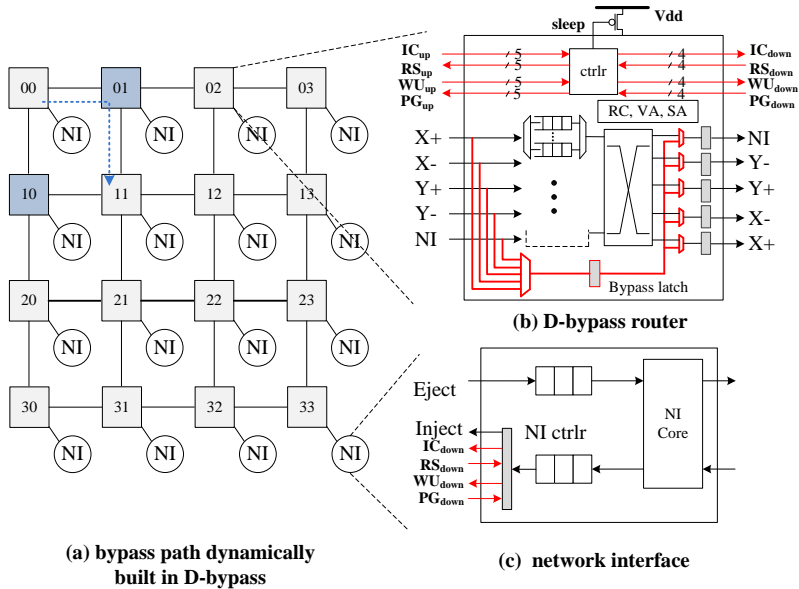 00 01 02 03
NI NI NI NI
10 11 12 13
NI NI NI NI
20 21 22 23
NI NI NI NI
30 31 32 33
NI NI NI NI
(a) bypass path dynamically
built in D-bypass
sleep Vdd
ICup 5 4 ICdown
RSup 5 ctrlr 4 RSdown
WUup 5 4 WUdown
PGup 5 4 PGdown
RC, VA, SA
X+ NI
X- Y-
Y+ Y+
Y- X-
NI X+
Bypass latch
(b) D-bypass router
Eject
Inject NI ctrlr NI
Core
ICdown
RSdown
WUdown
PGdown
(c) network interface